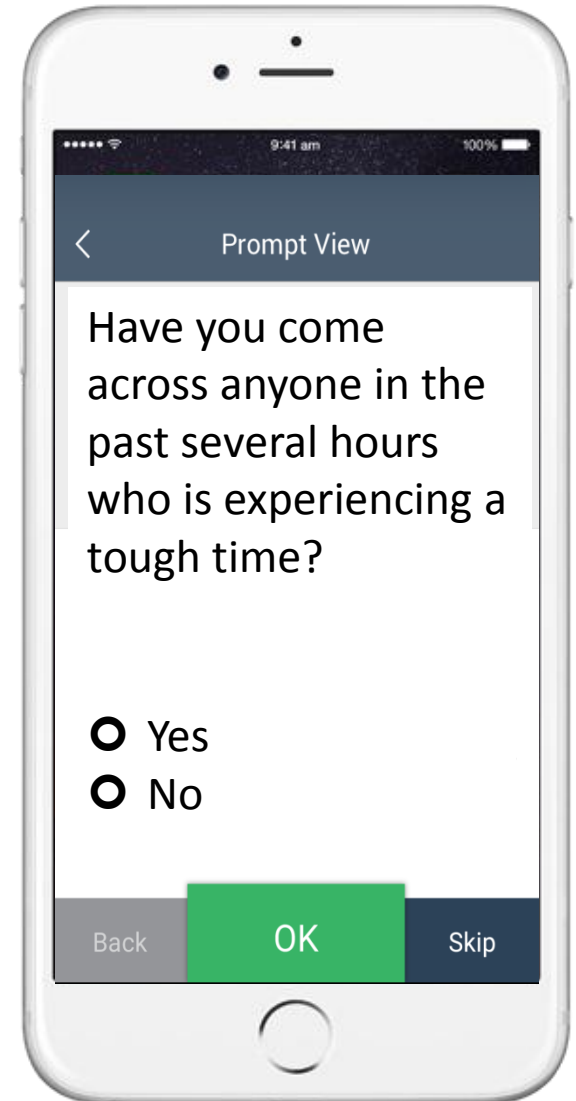 9:41 am 100%
Prompt View
Have you come
across anyone in the
past several hours
who is experiencing a
tough time?
Yes
No
Back OK Skip